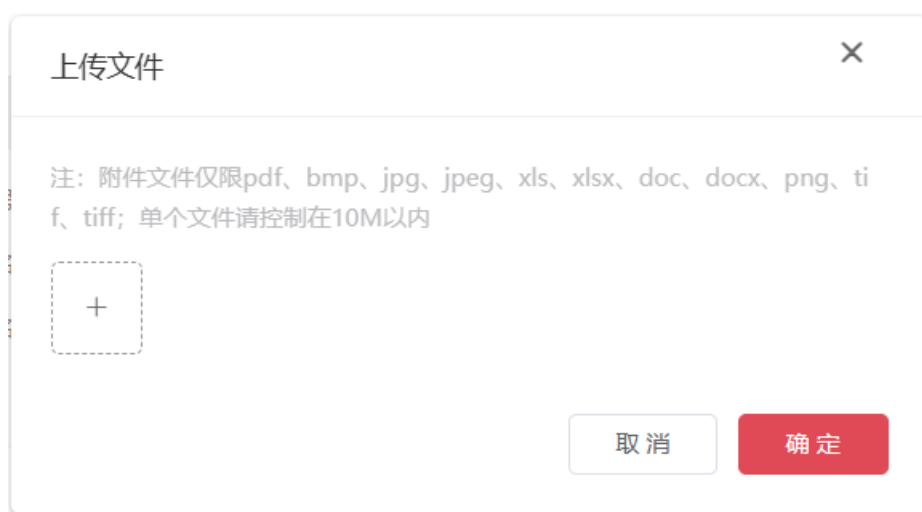 上传文件
注：附件文件仅限pdf、bmp、jpg、jpeg、xls、xlsx、doc、docx、png、ti
f、tiff；单个文件请控制在10M以内
取消
确定